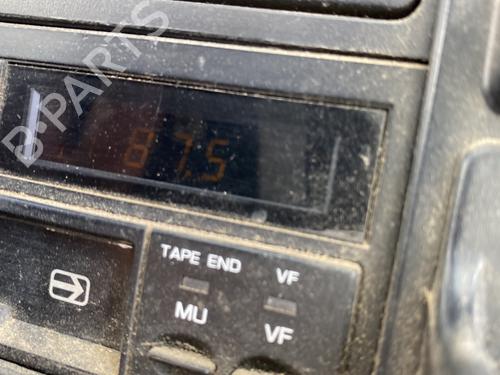 B-PARTS
87.5
TAPE END VF
MU VF